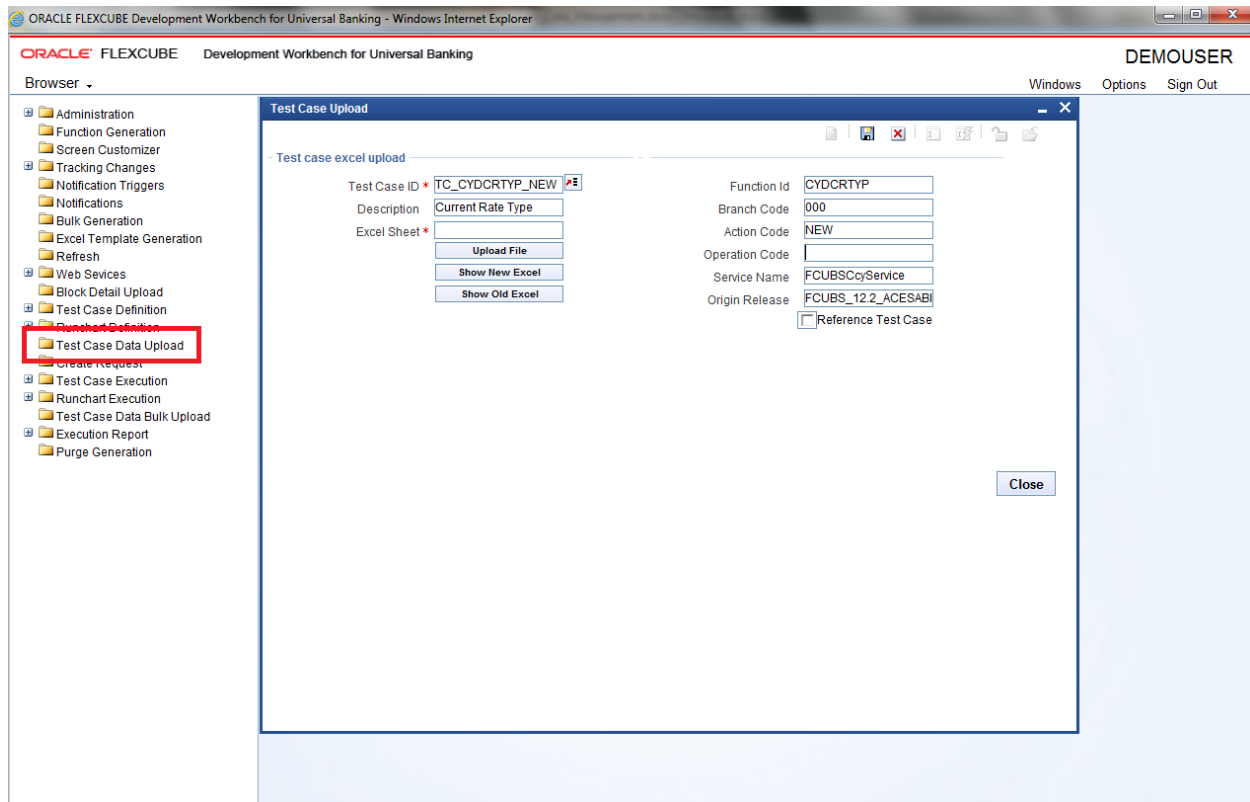 ORACLE FLEXCUBE Development Workbench for Universal Banking - Windows Internet Explorer
ORACLE FLEXCUBE Development Workbench for Universal Banking
DEMOUSER
Browser
Windows Options Sign Out
Administration
Function Generation
Screen Customizer
Tracking Changes
Notification Triggers
Notifications
Bulk Generation
Excel Template Generation
Refresh
Web Sevices
Block Detail Upload
Test Case Definition
Runchart Definition
Test Case Data Upload
Create Request
Test Case Execution
Runchart Execution
Test Case Data Bulk Upload
Execution Report
Purge Generation
Test Case Upload
Test case excel upload
Test Case ID * TC_CYDCRTYP_NEW
Description Current Rate Type
Excel Sheet *
Upload File
Show New Excel
Show Old Excel
Function Id CYDCRTYP
Branch Code 000
Action Code NEW
Operation Code
Service Name FCUBSCcyService
Origin Release FCUBS_12.2_ACESABI
Reference Test Case
Close